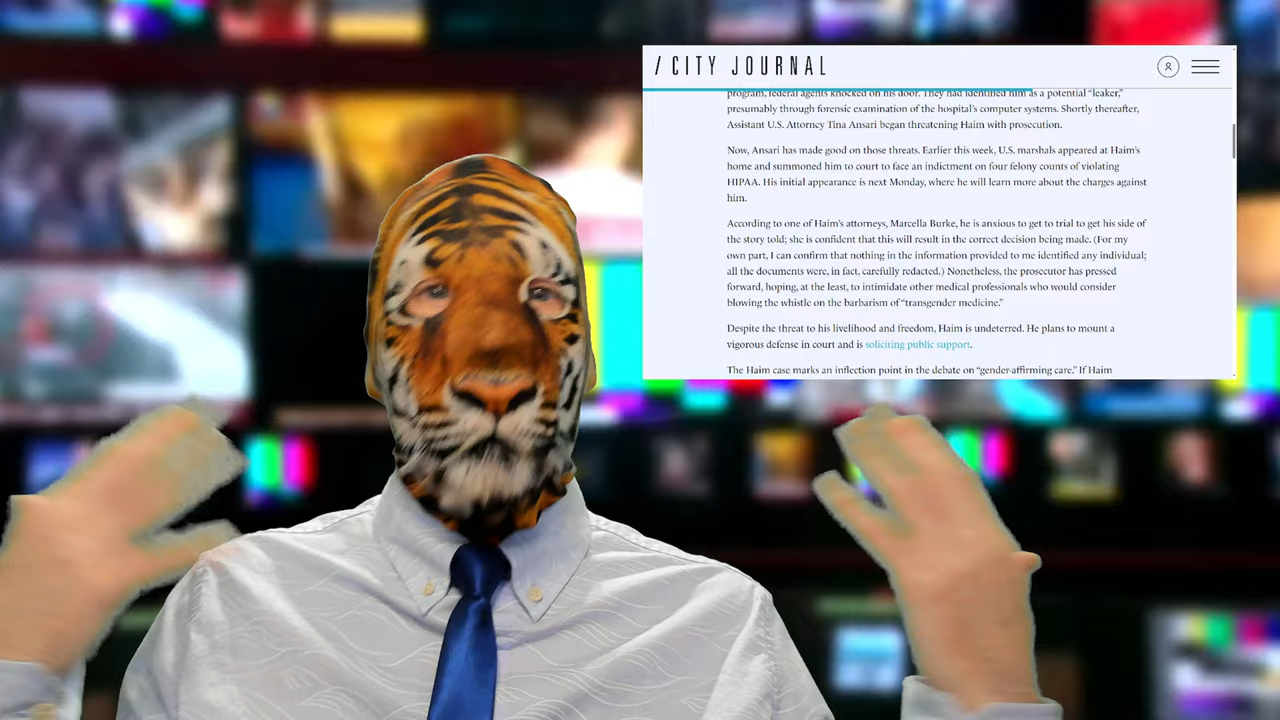 / CITY JOURNAL
program, federal agents knocked on his door. They had identified him as a potential “leaker,”
presumably through forensic examination of the hospital's computer systems. Shortly thereafter,
Assistant U.S. Attorney Tina Ansari began threatening Haim with prosecution.
Now, Ansari has made good on those threats. Earlier this week, U.S. marshals appeared at Haim's
home and summoned him to court to face an indictment on four felony counts of violating
HIPAA. His initial appearance is next Monday, where he will learn more about the charges against
him.
According to one of Haim's attorneys, Marcella Burke, he is anxious to get to trial to get his side of
the story told; she is confident that this will result in the correct decision being made. (For my
own part, I can confirm that nothing in the information provided to me identified any individual;
all the documents were, in fact, carefully redacted.) Nonetheless, the prosecutor has pressed
forward, hoping, at the least, to intimidate other medical professionals who would consider
blowing the whistle on the barbarism of “transgender medicine.”
Despite the threat to his livelihood and freedom, Haim is undeterred. He plans to mount a
vigorous defense in court and is soliciting public support.
The Haim case marks an inflection point in the debate on “gender-affirming care.” If Haim